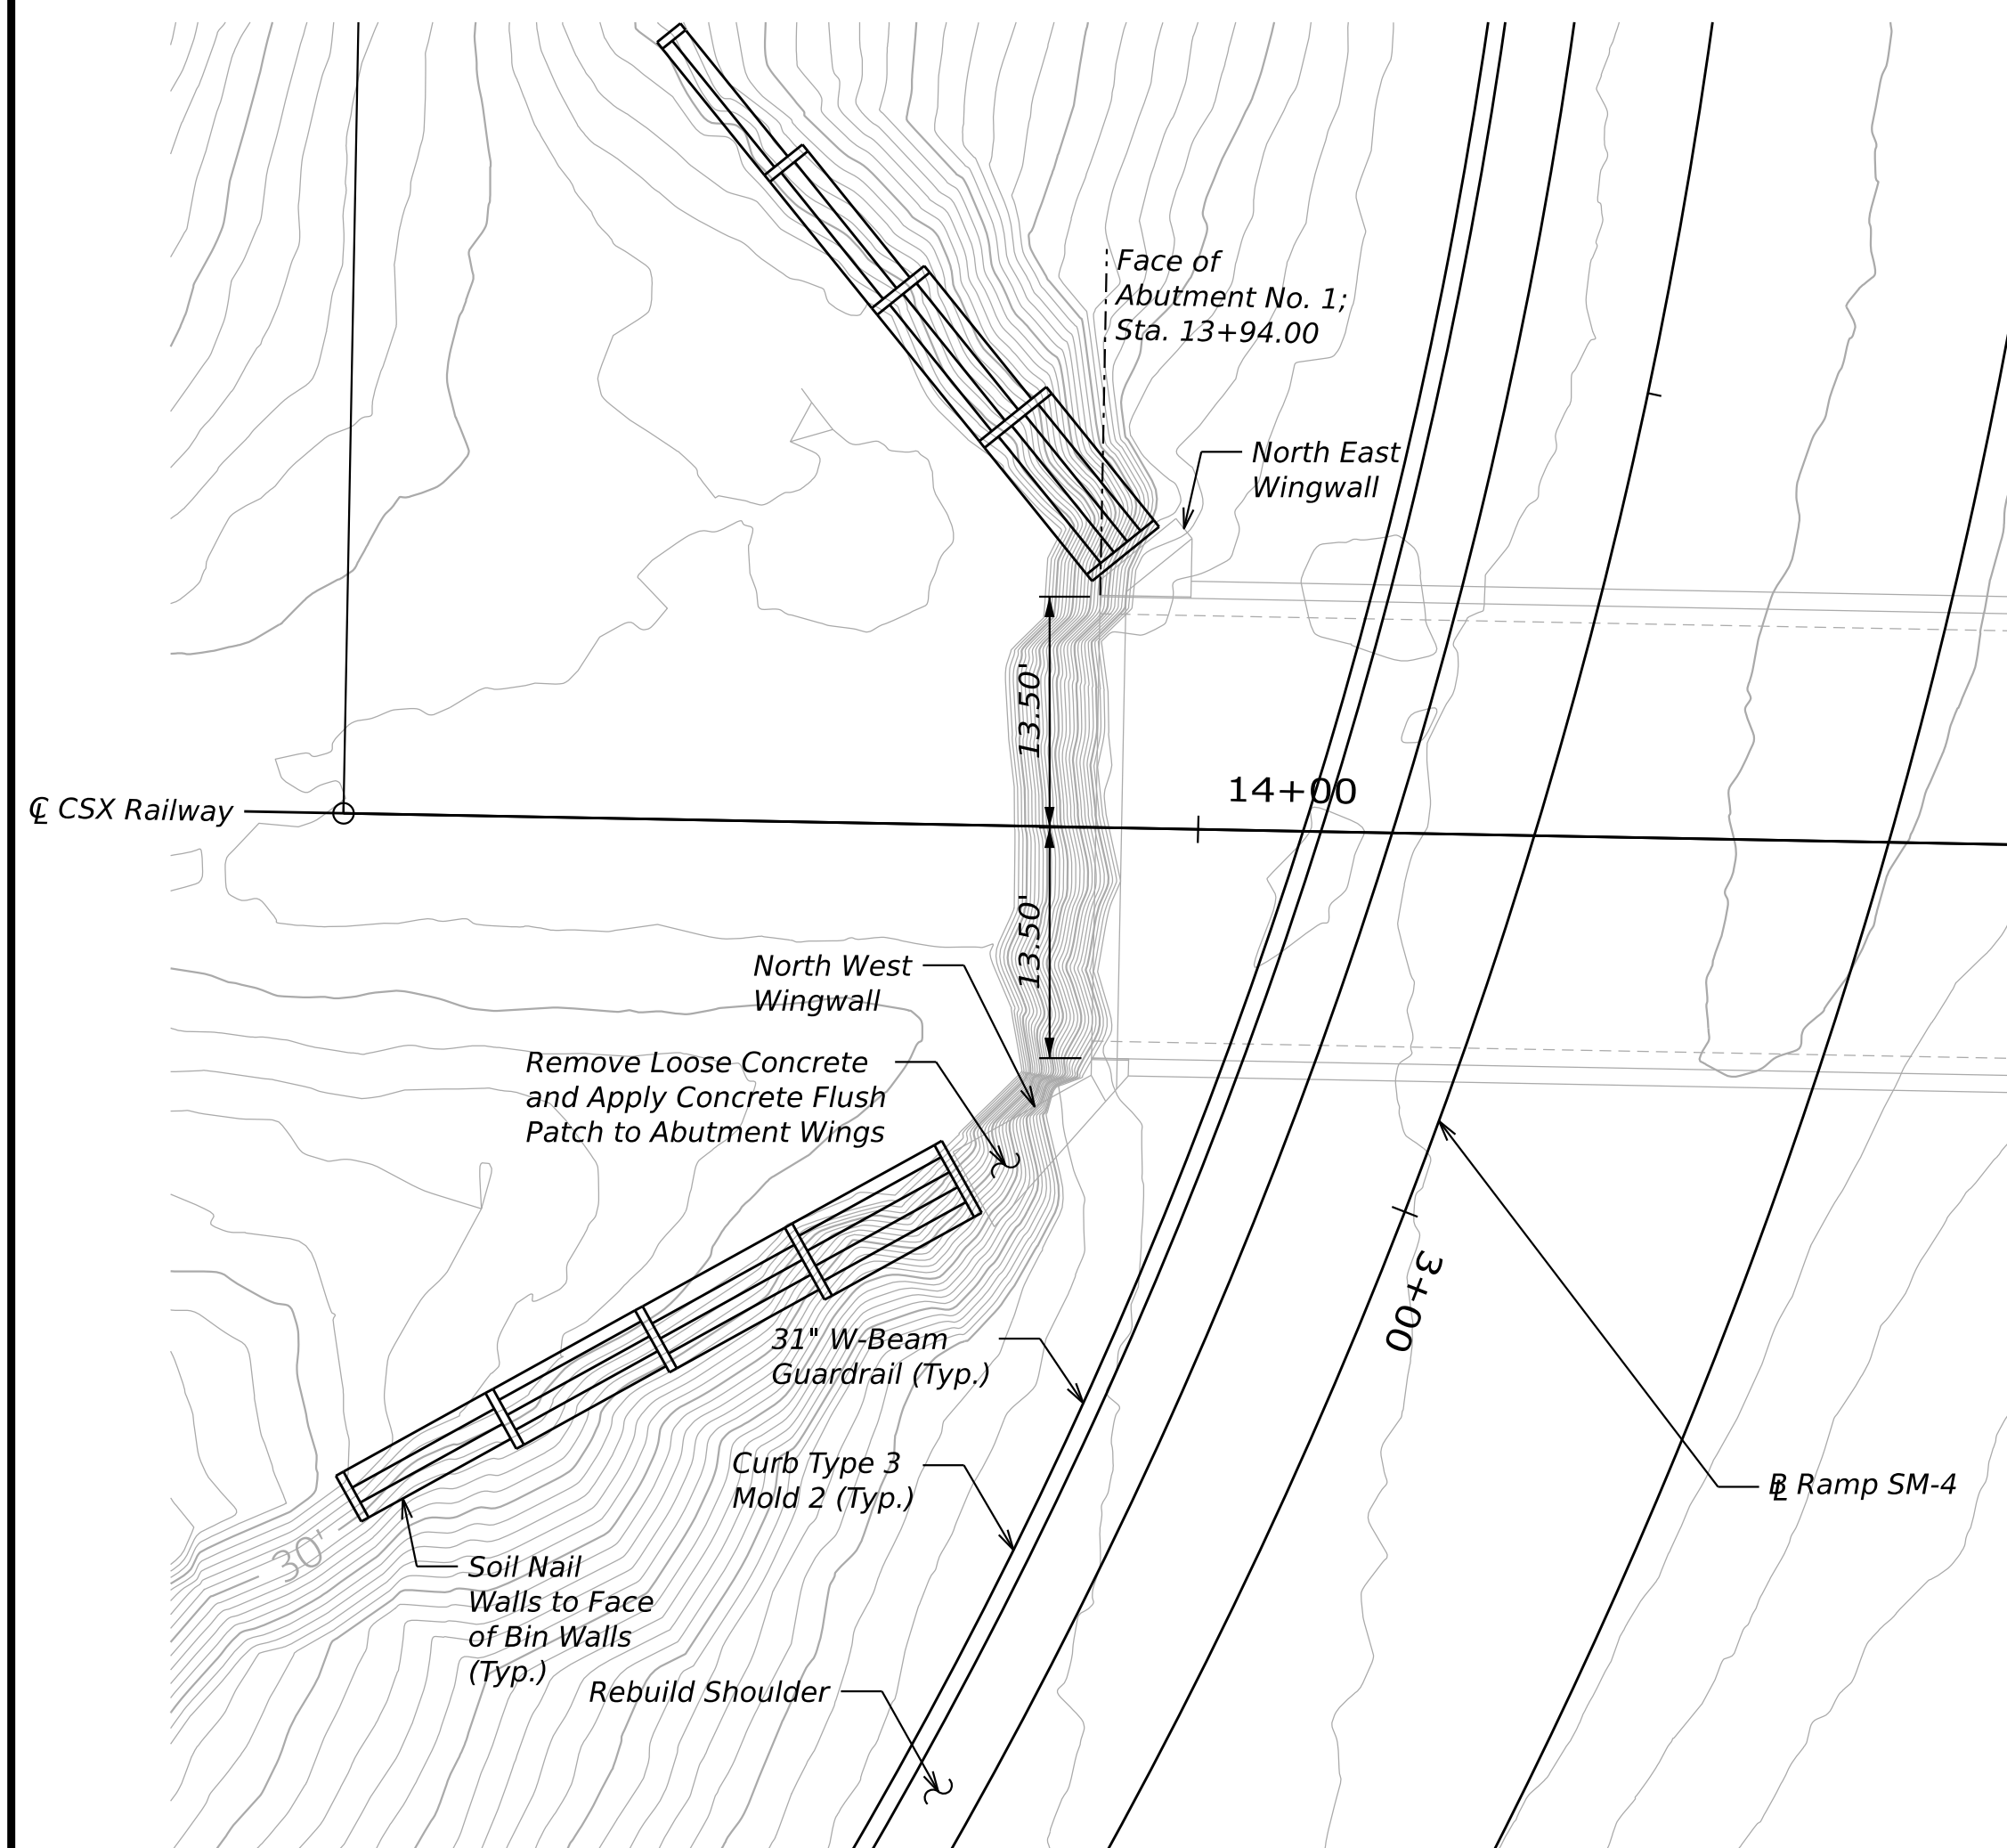 Face of
Abutment No. 1;
Sta. 13+94.00
North East
Wingwall
13.50'
14+00
℄ CSX Railway
13.50'
North West
Wingwall
Remove Loose Concrete
and Apply Concrete Flush
Patch to Abutment Wings
3+00
31" W-Beam
Guardrail (Typ.)
Curb Type 3
Mold 2 (Typ.)
BL Ramp SM-4
30'
Soil Nail
Walls to Face
of Bin Walls
(Typ.)
Rebuild Shoulder